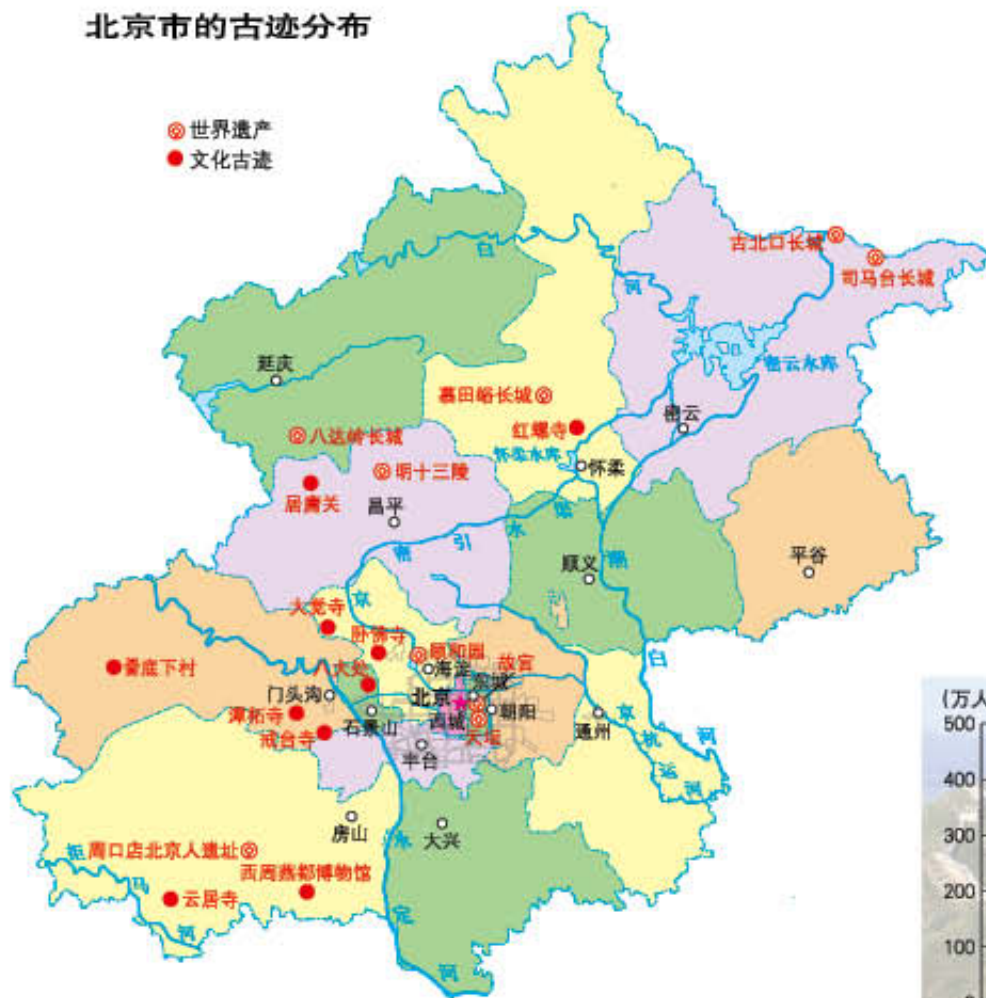 北京市的古迹分布
世界遗产
文化古迹
白
河
古北口长城
司马台长城
密云水库
延庆
慕田峪长城
红螺寺
密云
八达岭长城
怀柔水库
怀柔
明十三陵
居庸关
昌平
京
密
引
水
渠
潮
白
河
顺义
平谷
大觉寺
卧佛寺
颐和园
故宫
爨底下村
八大处
海淀
门头沟
北京
东城
西城
朝阳
潭柘寺
石景山
天坛
戒台寺
丰台
通州
京
杭
运
河
房山
大兴
永
定
河
周口店北京人遗址
西周燕都博物馆
云居寺
拒
马
河
(万人
500
400
300
200
100
0